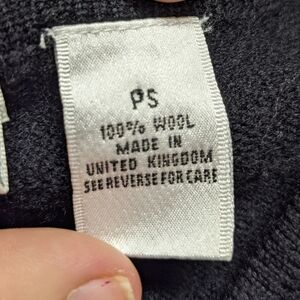 PS
100% WOOL
MADE IN
UNITED KINGDOM
SEE REVERSE FOR CARE